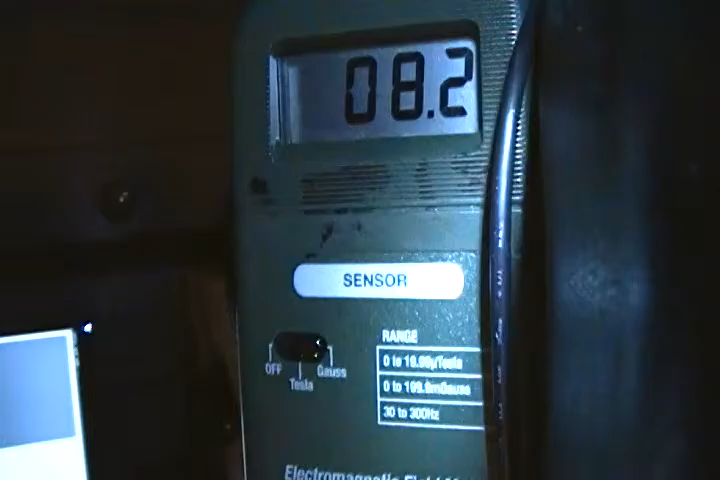 08.2
SENSOR
RANGE
OFF
Gauss
Tesla
0 to 19.99µTesla
0 to 199.9mGauss
30 to 300Hz
Electromagnetic